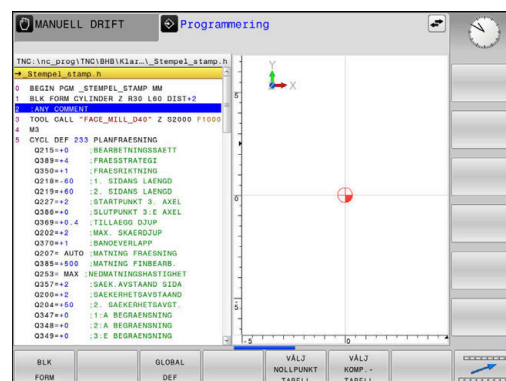 MANUELL DRIFT
Programmering
TNC:\nc_prog\TNC\BHB\Klar…\_Stempel_stamp.h
→_Stempel_stamp.h
0 BEGIN PGM _STEMPEL_STAMP MM
1 BLK FORM CYLINDER Z R30 L60 DIST+2
2 ;ANY COMMENT
3 TOOL CALL "FACE_MILL_D40" Z S2000 F1000
4 M3
5 CYCL DEF 233 PLANFRAESNING
Q215=+0 ;BEARBETNINGSSAETT
Q389=+4 ;FRAESSTRATEGI
Q350=+1 ;FRAESRIKTNING
Q218=-60 ;1. SIDANS LAENGD
Q219=+60 ;2. SIDANS LAENGD
Q227=+2 ;STARTPUNKT 3. AXEL
Q386=+0 ;SLUTPUNKT 3:E AXEL
Q369=+0.4 ;TILLAEGG DJUP
Q202=+2 ;MAX. SKAERDJUP
Q370=+1 ;BANOEVERLAPP
Q207= AUTO ;MATNING FRAESNING
Q385=+500 ;MATNING FINBEARB.
Q253= MAX ;NEDMATNINGSHASTIGHET
Q357=+2 ;SAEK.AVSTAAND SIDA
Q200=+2 ;SAEKERHETSAVSTAAND
Q204=+50 ;2. SAEKERHETSAVST.
Q347=+0 ;1:A BEGRAENSNING
Q348=+0 ;2:A BEGRAENSNING
Q349=+0 ;3:E BEGRAENSNING
Y
X
5
0
-5
-5
0
BLK
FORM
GLOBAL
DEF
VÄLJ
NOLLPUNKT
TABELL
VÄLJ
KOMP.-
TABELL